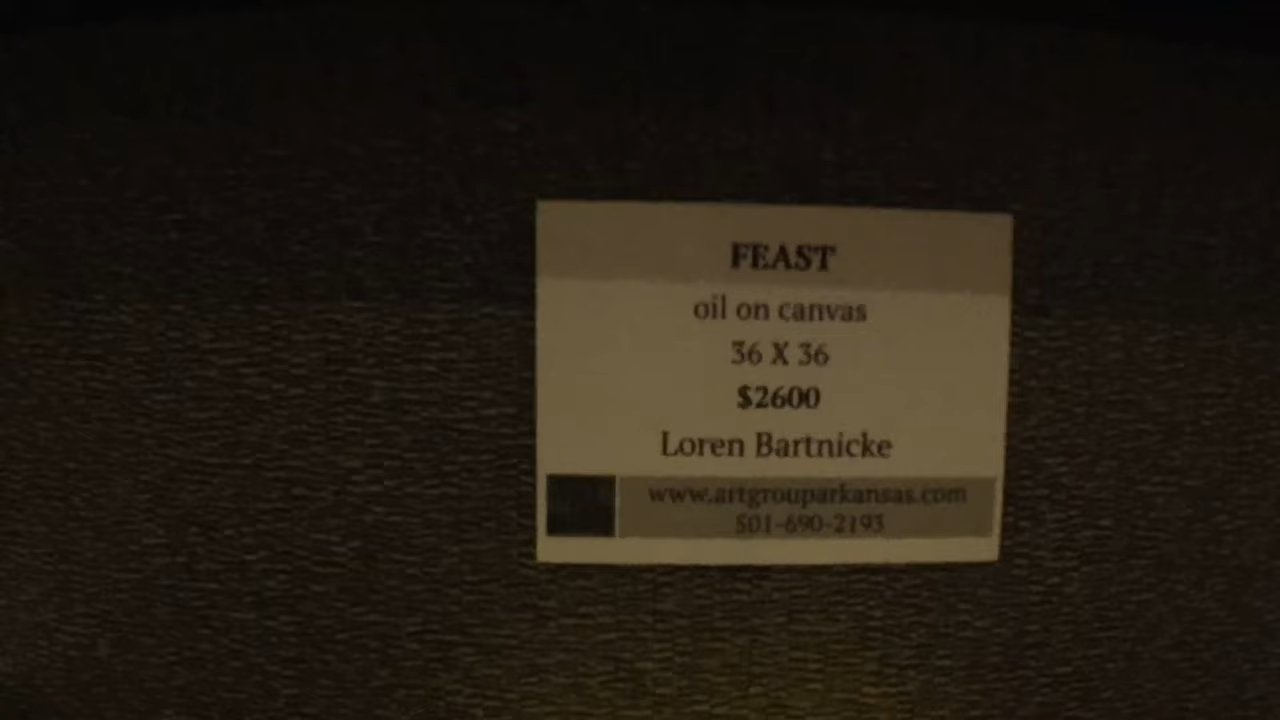 FEAST
oil on canvas
36 X 36
$2600
Loren Bartnicke
www.artgrouparkansas.com
501-690-2193